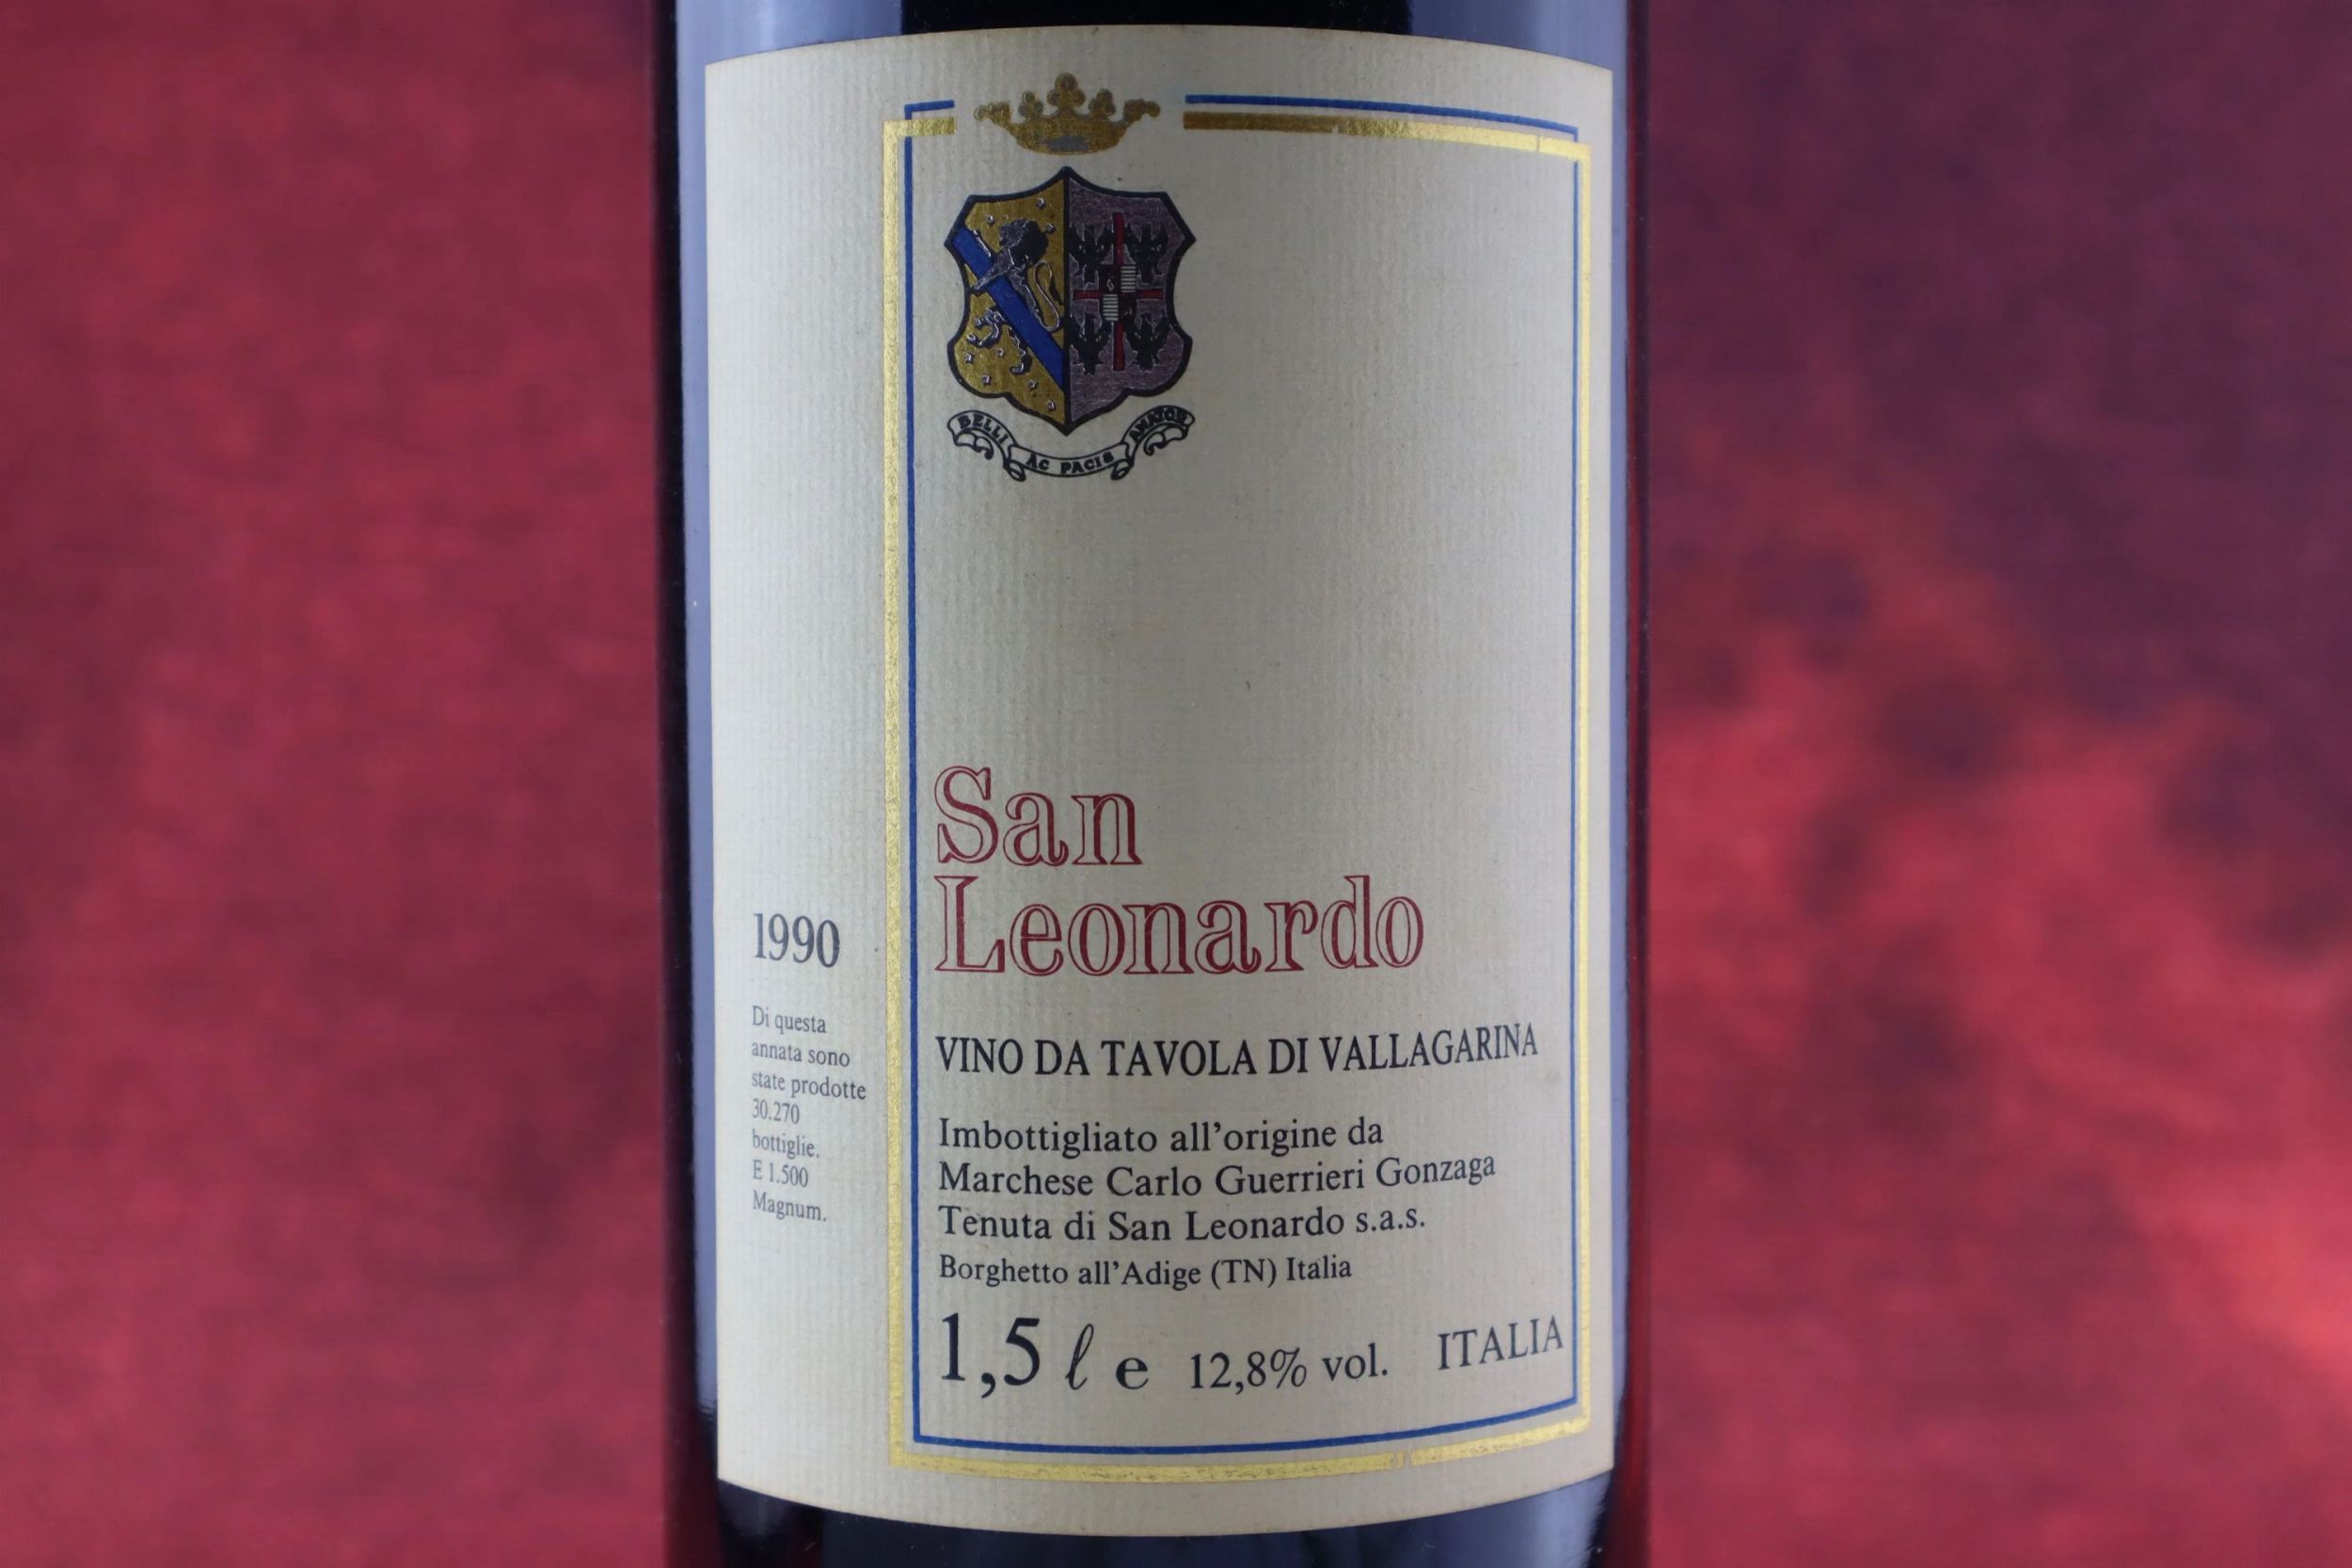 BELLI AC PACIS AMATOR
San
Leonardo
1990
Di questa
annata sono
state prodotte
30.270
bottiglie.
E 1.500
Magnum.
VINO DA TAVOLA DI VALLAGARINA
Imbottigliato all'origine da
Marchese Carlo Guerrieri Gonzaga
Tenuta di San Leonardo s.a.s.
Borghetto all'Adige (TN) Italia
1,5 ℓ e 12,8% vol. ITALIA